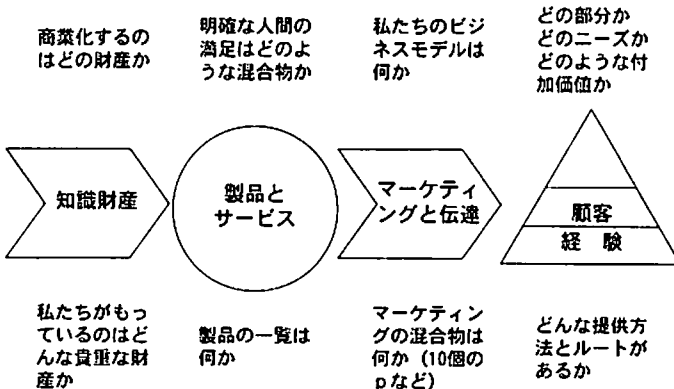 商業化するの
はどの財産か
明確な人間の
満足はどのよ
うな混合物か
私たちのビジ
ネスモデルは
何か
どの部分か
どのニーズか
どのような付
加価値か
知識財産
製品と
サービス
マーケティ
ングと伝達
顧客
経 験
私たちがもっ
ているのはど
んな貴重な財
産か
製品の一覧は
何か
マーケティン
グの混合物は
何か（10個の
pなど）
どんな提供方
法とルートが
あるか